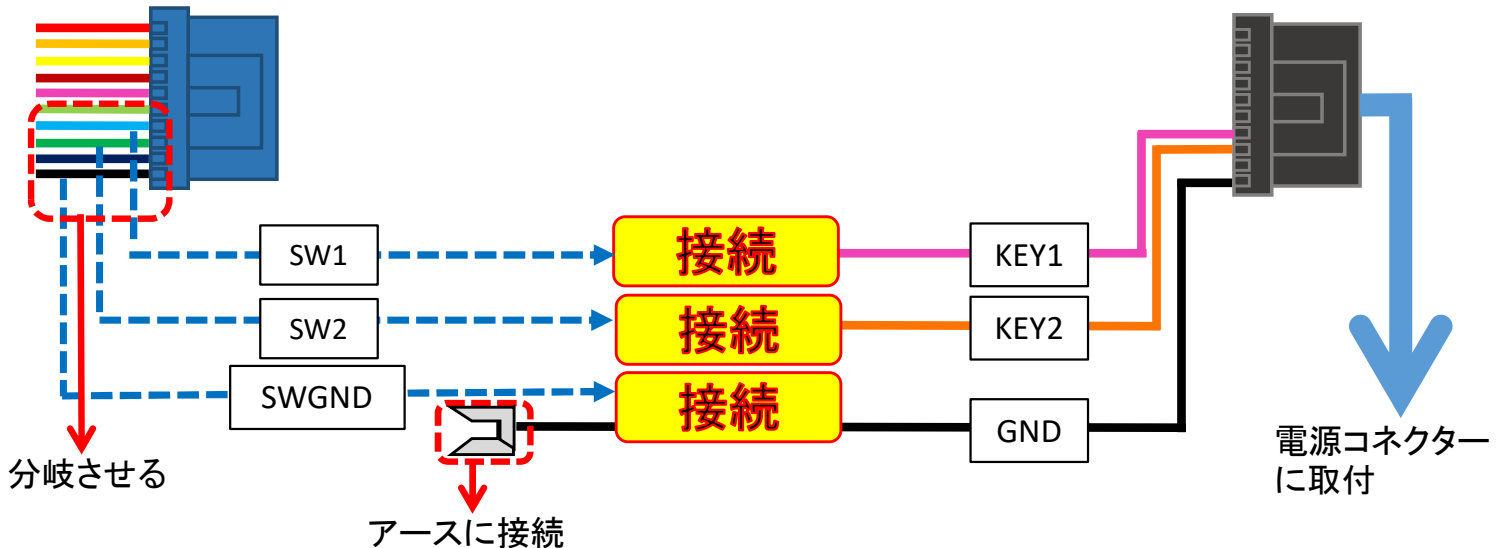 SW1
接続
KEY1
SW2
接続
KEY2
SWGND
接続
GND
分岐させる
アースに接続
電源コネクター
に取付